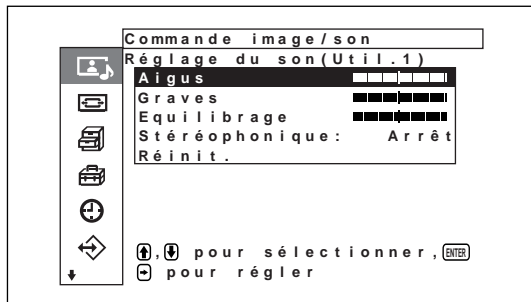 Commande image/son
Réglage du son(Util.1)
Aigus
Graves
Equilibrage
Stéréophonique: Arrêt
Réinit.
, pour sélectionner, ENTER
pour régler